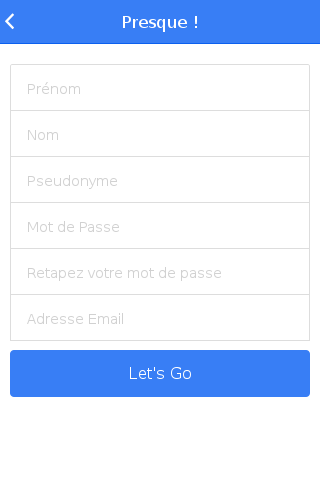 Presque !
Prénom
Nom
Pseudonyme
Mot de Passe
Retapez votre mot de passe
Adresse Email
Let's Go